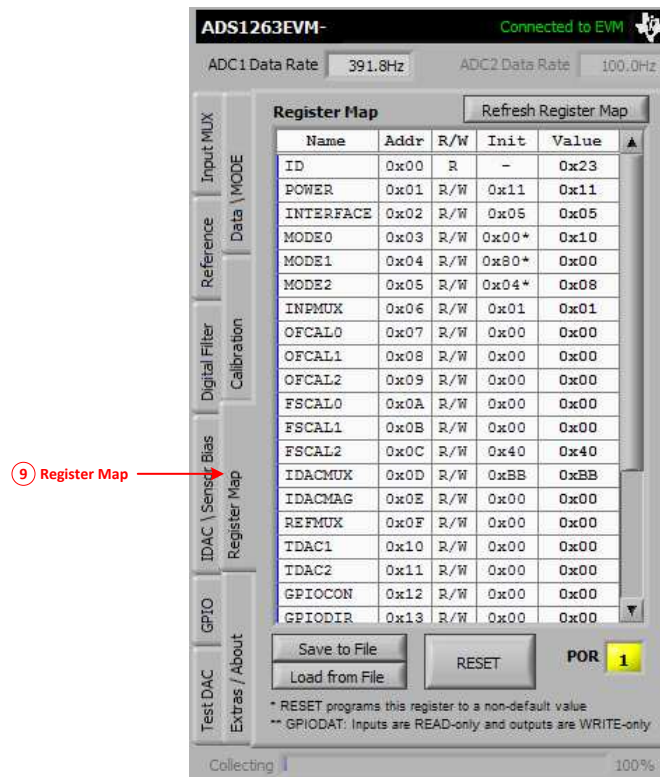 ADS1263EVM- Connected to EVM
ADC1 Data Rate 391.8Hz ADC2 Data Rate 100.0Hz
Input MUX
Reference
Digital Filter
IDAC \ Sensor Bias
GPIO
Test DAC
Data \ MODE
Calibration
Register Map
Extras / About
9 Register Map
Register Map Refresh Register Map
Name Addr R/W Init Value
ID 0x00 R - 0x23
POWER 0x01 R/W 0x11 0x11
INTERFACE 0x02 R/W 0x05 0x05
MODE0 0x03 R/W 0x00* 0x10
MODE1 0x04 R/W 0x80* 0x00
MODE2 0x05 R/W 0x04* 0x08
INPMUX 0x06 R/W 0x01 0x01
OFCAL0 0x07 R/W 0x00 0x00
OFCAL1 0x08 R/W 0x00 0x00
OFCAL2 0x09 R/W 0x00 0x00
FSCAL0 0x0A R/W 0x00 0x00
FSCAL1 0x0B R/W 0x00 0x00
FSCAL2 0x0C R/W 0x40 0x40
IDACMUX 0x0D R/W 0xBB 0xBB
IDACMAG 0x0E R/W 0x00 0x00
REFMUX 0x0F R/W 0x00 0x00
TDAC1 0x10 R/W 0x00 0x00
TDAC2 0x11 R/W 0x00 0x00
GPIOCON 0x12 R/W 0x00 0x00
GPIODIR 0x13 R/W 0x00 0x00
Save to File
Load from File
RESET
POR 1
* RESET programs this register to a non-default value
** GPIODAT: Inputs are READ-only and outputs are WRITE-only
Collecting 100%